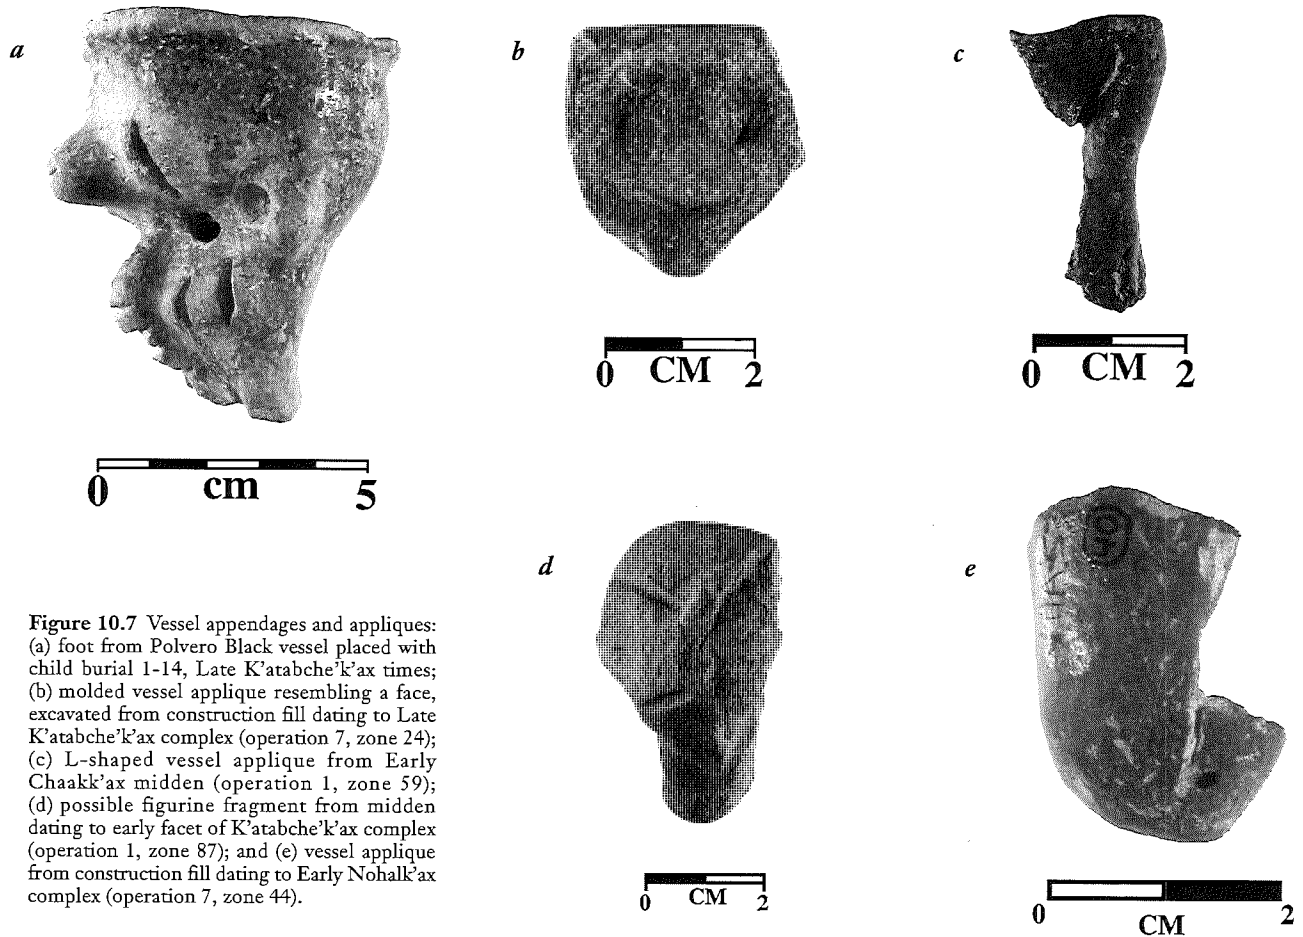 a
b
c
0 CM 2
0 CM 2
0 cm 5
d
e
Figure 10.7 Vessel appendages and appliques:
(a) foot from Polvero Black vessel placed with
child burial 1-14, Late K'atabche'k'ax times;
(b) molded vessel applique resembling a face,
excavated from construction fill dating to Late
K'atabche'k'ax complex (operation 7, zone 24);
(c) L-shaped vessel applique from Early
Chaakk'ax midden (operation 1, zone 59);
(d) possible figurine fragment from midden
dating to early facet of K'atabche'k'ax complex
(operation 1, zone 87); and (e) vessel applique
from construction fill dating to Early Nohalk'ax
complex (operation 7, zone 44).
0 CM 2
0 CM 2